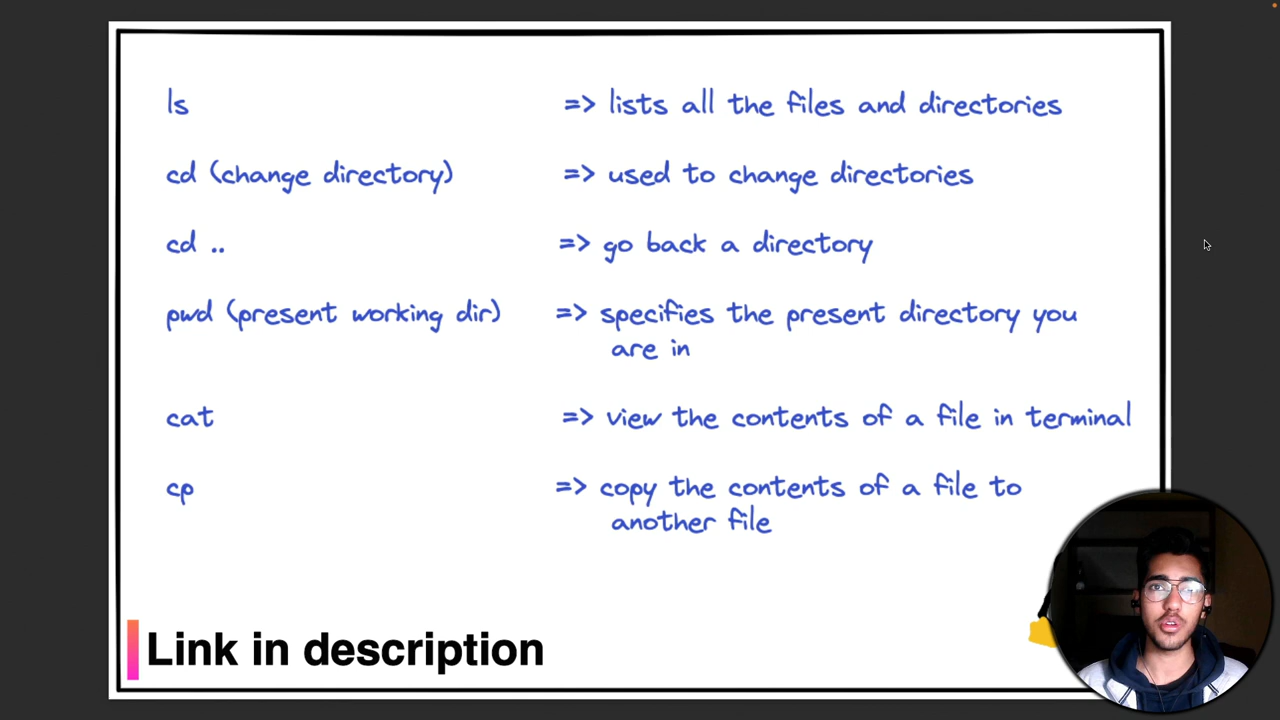 ls => lists all the files and directories
cd (change directory) => used to change directories
cd .. => go back a directory
pwd (present working dir) => specifies the present directory you
are in
cat => view the contents of a file in terminal
cp => copy the contents of a file to
another file
Link in description